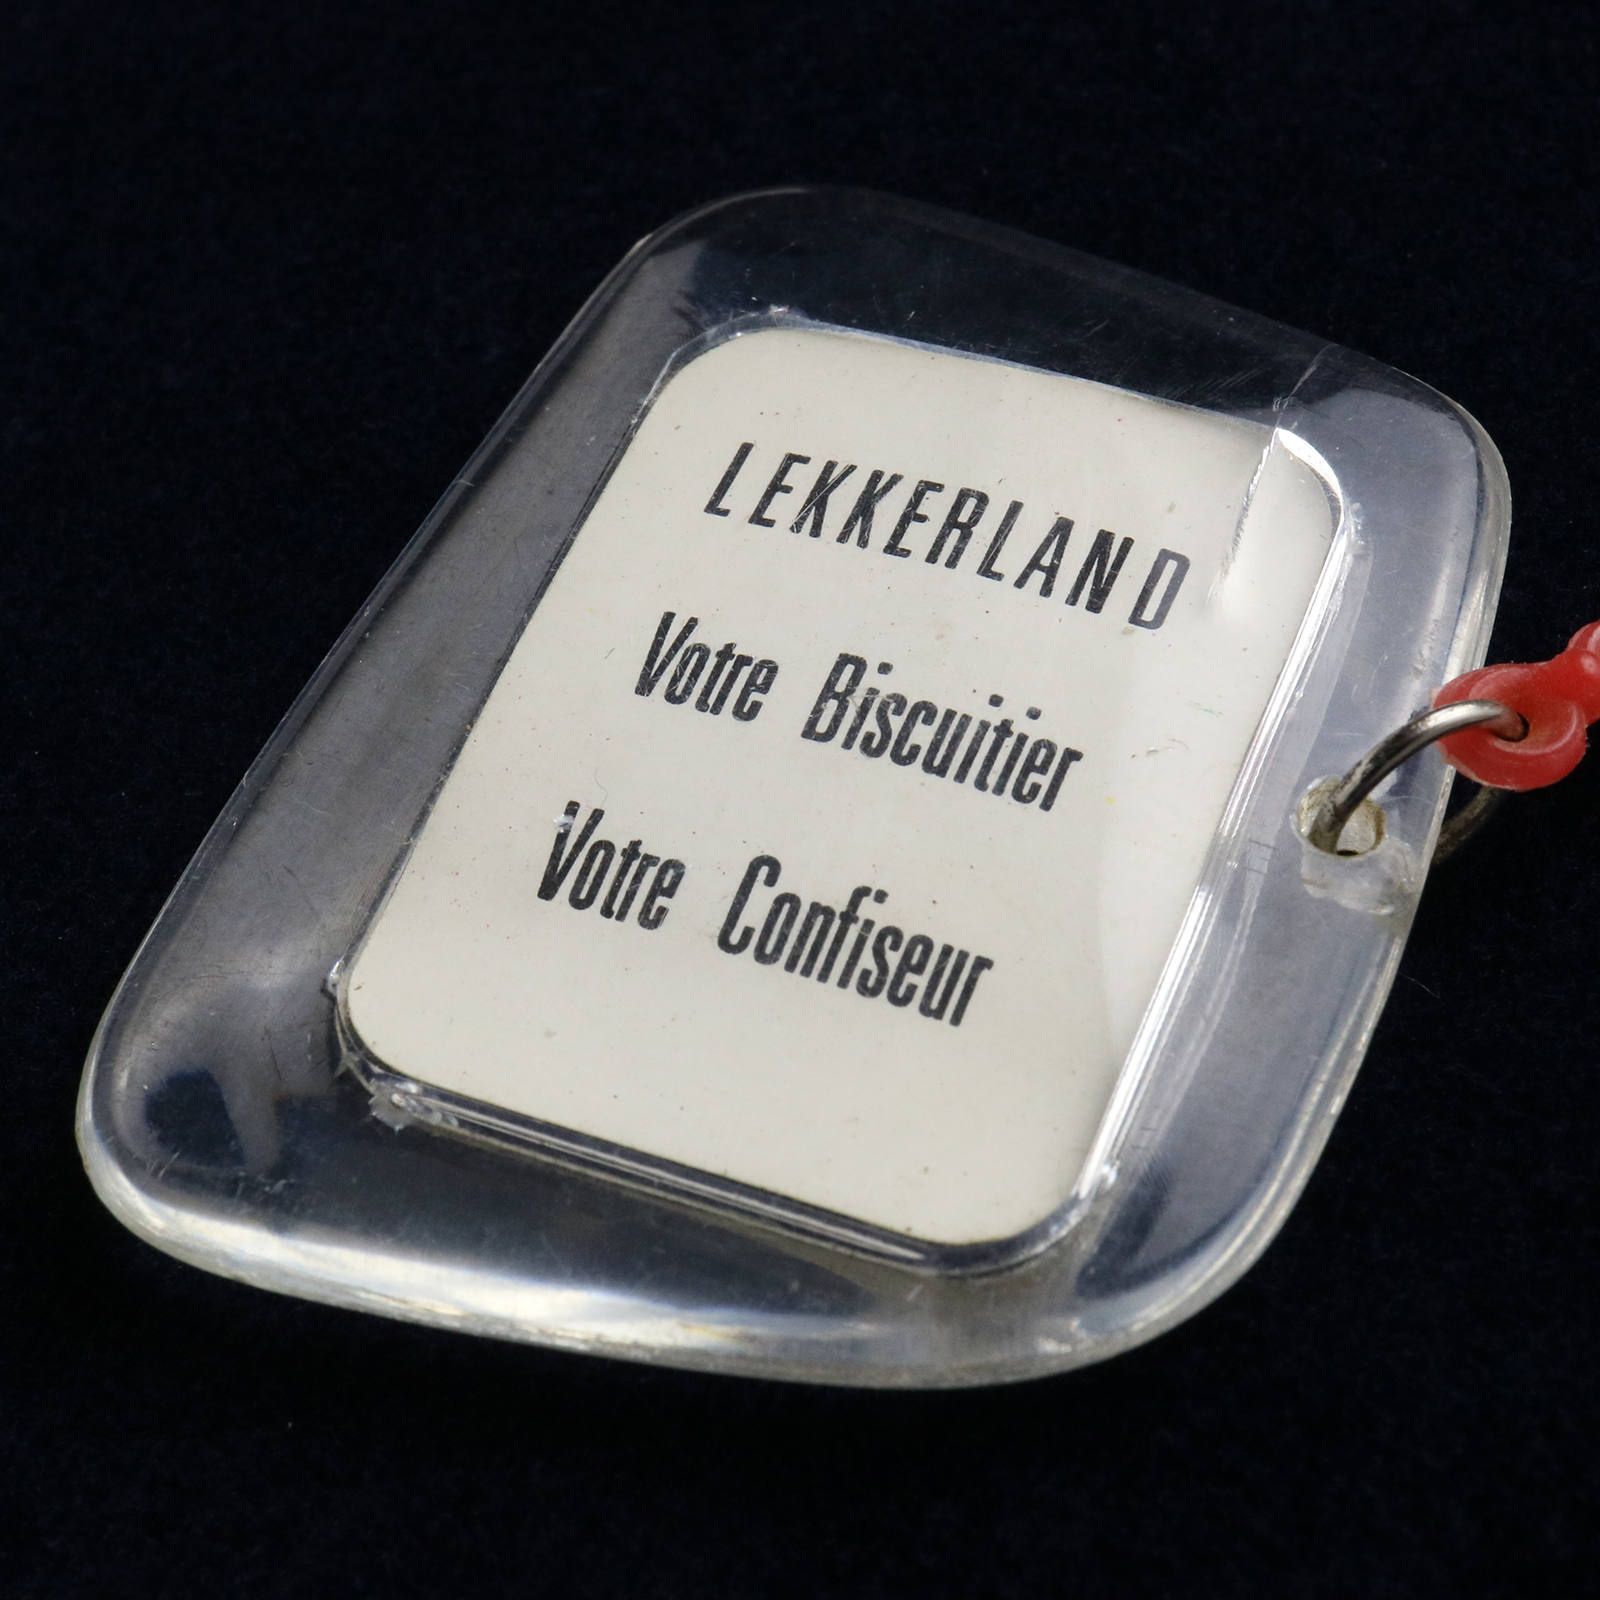 LEKKERLAND
Votre Biscuitier
Votre Confiseur